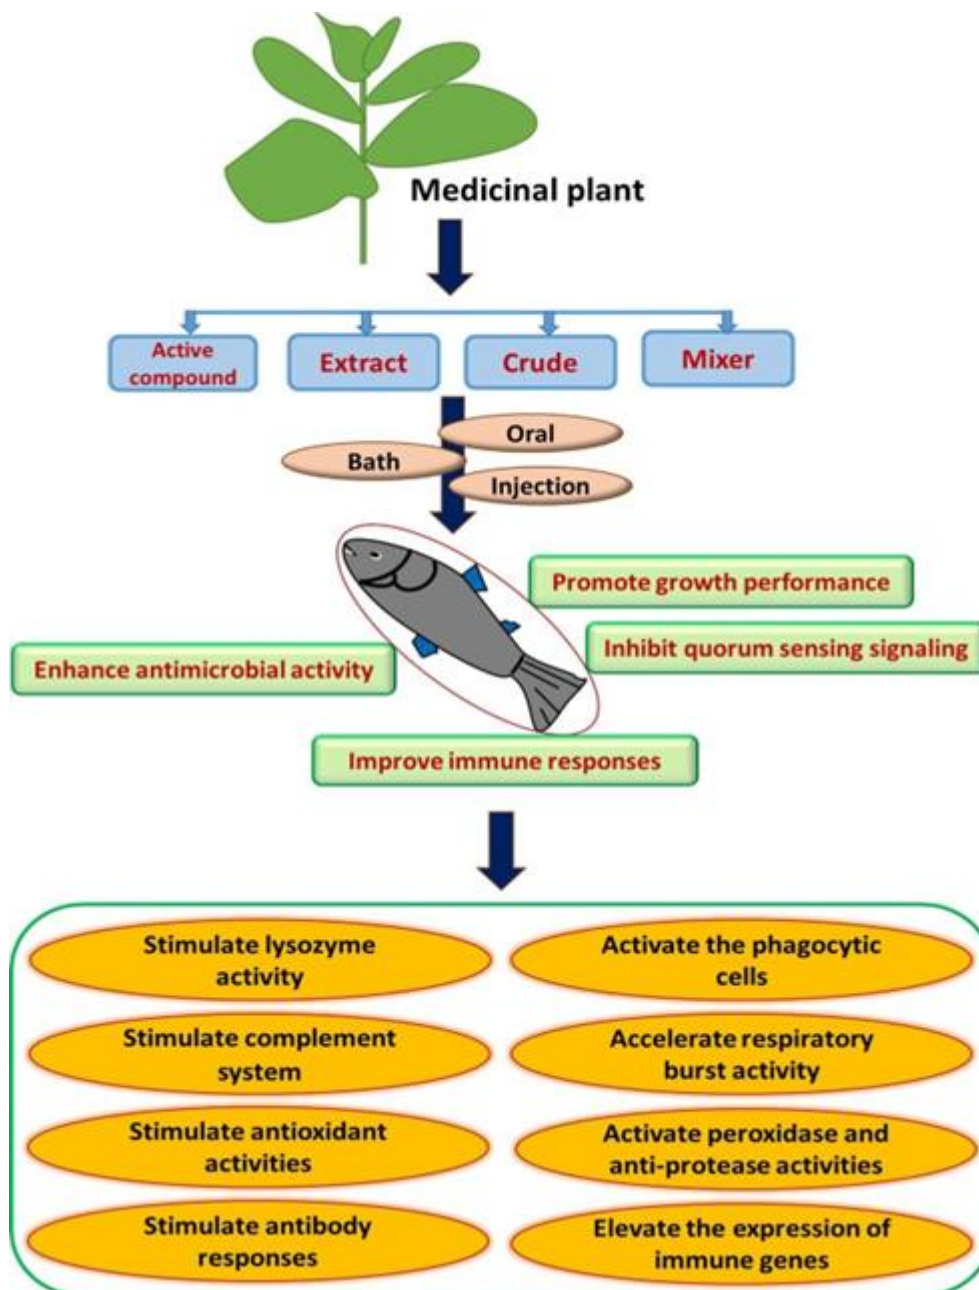 Medicinal plant
Active
compound
Extract
Crude
Mixer
Oral
Bath
Injection
Promote growth performance
Inhibit quorum sensing signaling
Enhance antimicrobial activity
Improve immune responses
Stimulate lysozyme
activity
Activate the phagocytic
cells
Stimulate complement
system
Accelerate respiratory
burst activity
Stimulate antioxidant
activities
Activate peroxidase and
anti-protease activities
Stimulate antibody
responses
Elevate the expression of
immune genes